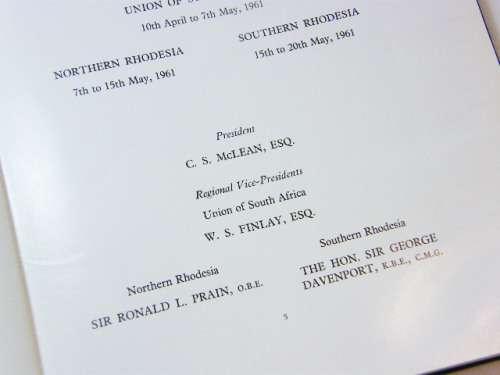 UNION OF
10th April to 7th May, 1961
NORTHERN RHODESIA
7th to 15th May, 1961
SOUTHERN RHODESIA
15th to 20th May, 1961
President
C. S. McLEAN, ESQ.
Regional Vice-Presidents
Union of South Africa
W. S. FINLAY, ESQ.
Northern Rhodesia
SIR RONALD L. PRAIN, O.B.E.
Southern Rhodesia
THE HON. SIR GEORGE
DAVENPORT, K.B.E., C.M.G.
5